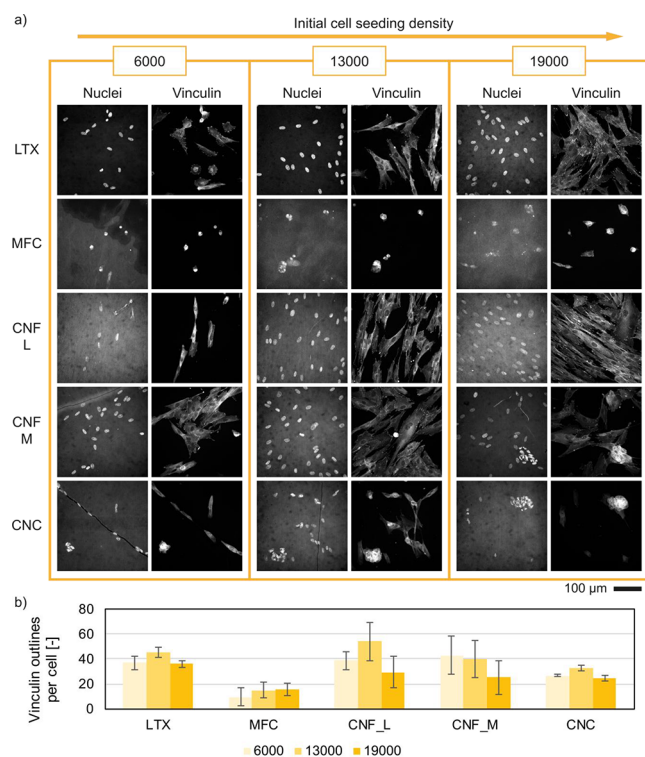 a)
Initial cell seeding density
6000 13000 19000
Nuclei Vinculin Nuclei Vinculin Nuclei Vinculin
LTX
MFC
CNF
L
CNF
M
CNC
100 µm
b)
Vinculin outlines
per cell [-]
80
60
40
20
0
LTX MFC CNF_L CNF_M CNC
6000 13000 19000